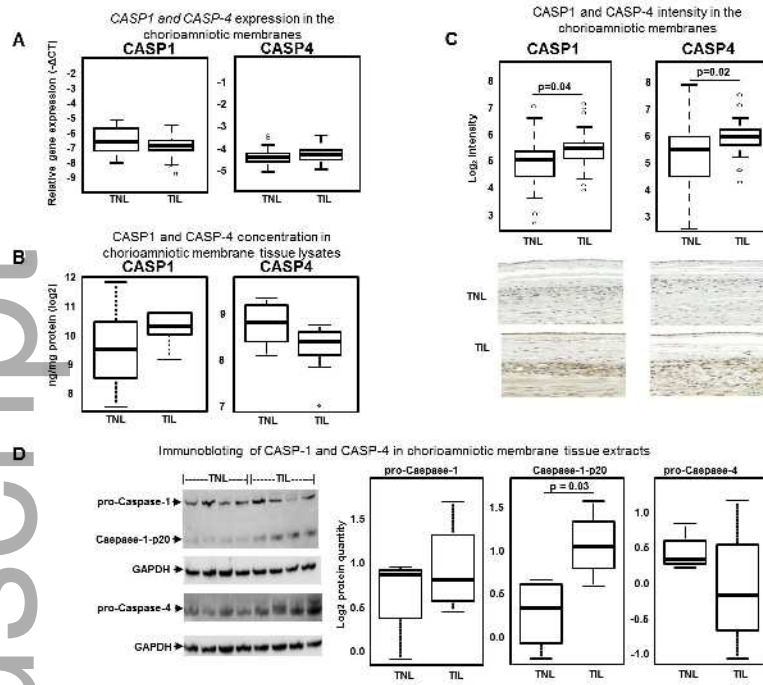 CASP1 and CASP-4 expression in the
chorioamniotic membranes
A
CASP1
CASP4
Relative gene expression (-ΔCT)
-2
-3
-4
-5
-6
-7
-8
-9
-1
-2
-3
-4
-5
TNL
TIL
TNL
TIL
B
CASP1 and CASP-4 concentration in
chorioamniotic membrane tissue lysates
CASP1
CASP4
ng/mg protein (log2)
12
11
10
9
8
9
8
7
TNL
TIL
TNL
TIL
CASP1 and CASP-4 intensity in the
chorioamniotic membranes
C
CASP1
CASP4
p=0.04
p=0.02
Log2 Intensity
8
7
6
5
4
3
8
7
6
5
4
3
TNL
TIL
TNL
TIL
TNL
TIL
D
Immunobloting of CASP-1 and CASP-4 in chorioamniotic membrane tissue extracts
|-------TNL-----||------TIL-----|
pro-Caspase-1
Caspase-1-p20
GAPDH
pro-Caspase-4
GAPDH
pro-Caspase-1
Caspase-1-p20
pro-Caspase-4
p = 0.03
Log2 protein quantity
1.5
1.0
0.5
0.0
1.5
1.0
0.5
0.0
1.0
0.5
0.0
-0.5
-1.0
TNL
TIL
TNL
TIL
TNL
TIL